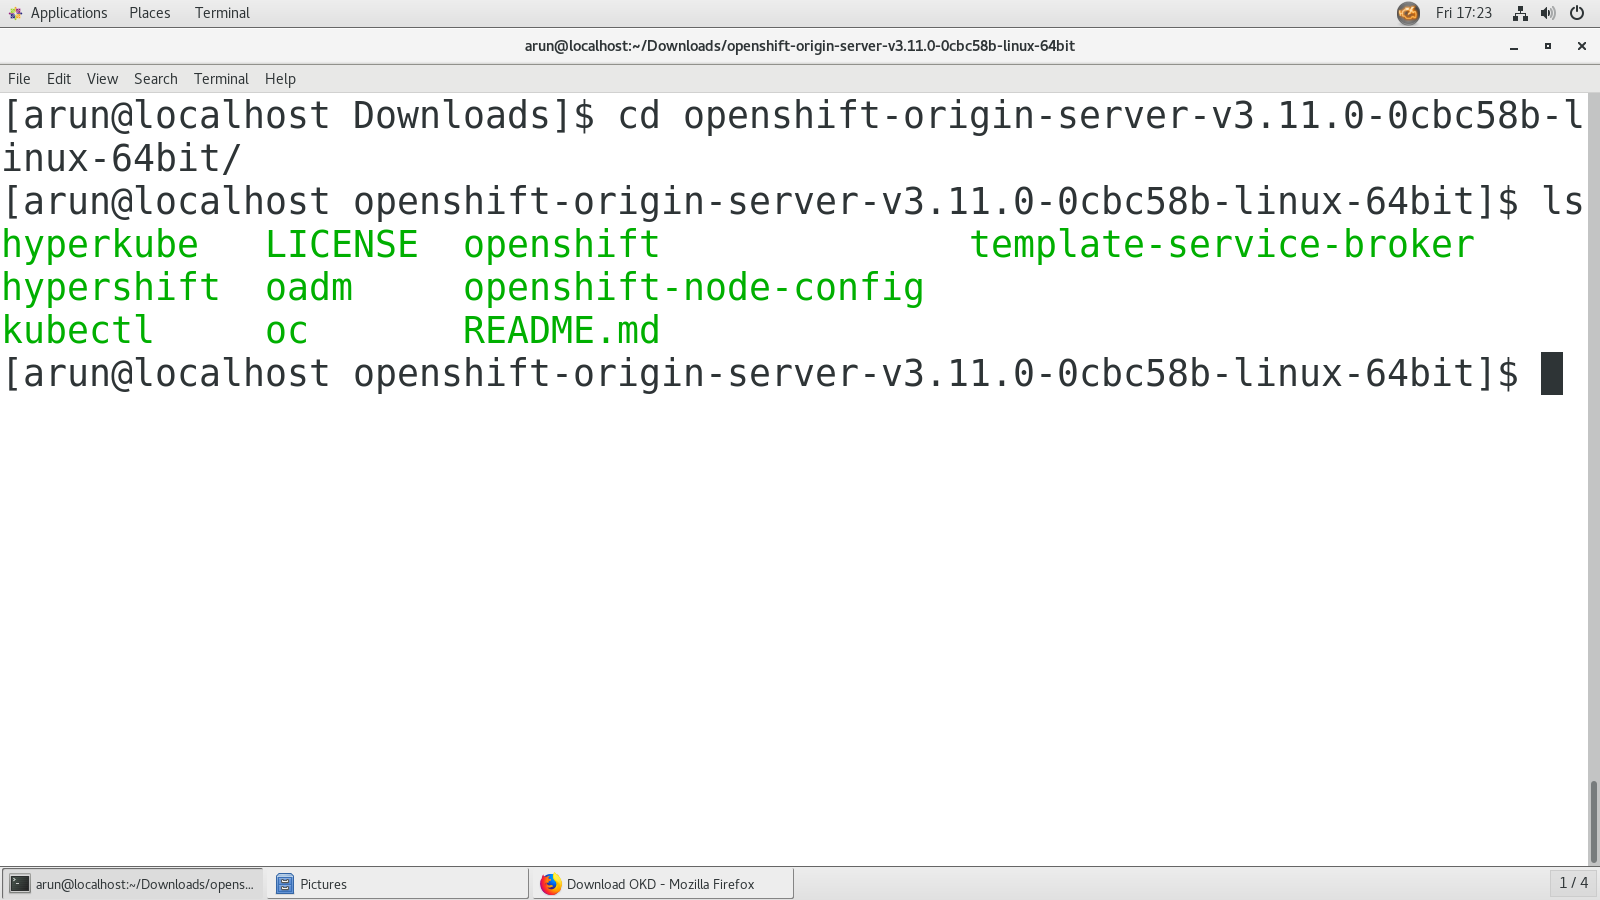 Applications Places Terminal Fri 17:23
arun@localhost:~/Downloads/openshift-origin-server-v3.11.0-0cbc58b-linux-64bit
File Edit View Search Terminal Help
[arun@localhost Downloads]$ cd openshift-origin-server-v3.11.0-0cbc58b-l
inux-64bit/
[arun@localhost openshift-origin-server-v3.11.0-0cbc58b-linux-64bit]$ ls
hyperkube LICENSE openshift template-service-broker
hypershift oadm openshift-node-config
kubectl oc README.md
[arun@localhost openshift-origin-server-v3.11.0-0cbc58b-linux-64bit]$
arun@localhost:~/Downloads/opens... Pictures Download OKD - Mozilla Firefox 1 / 4